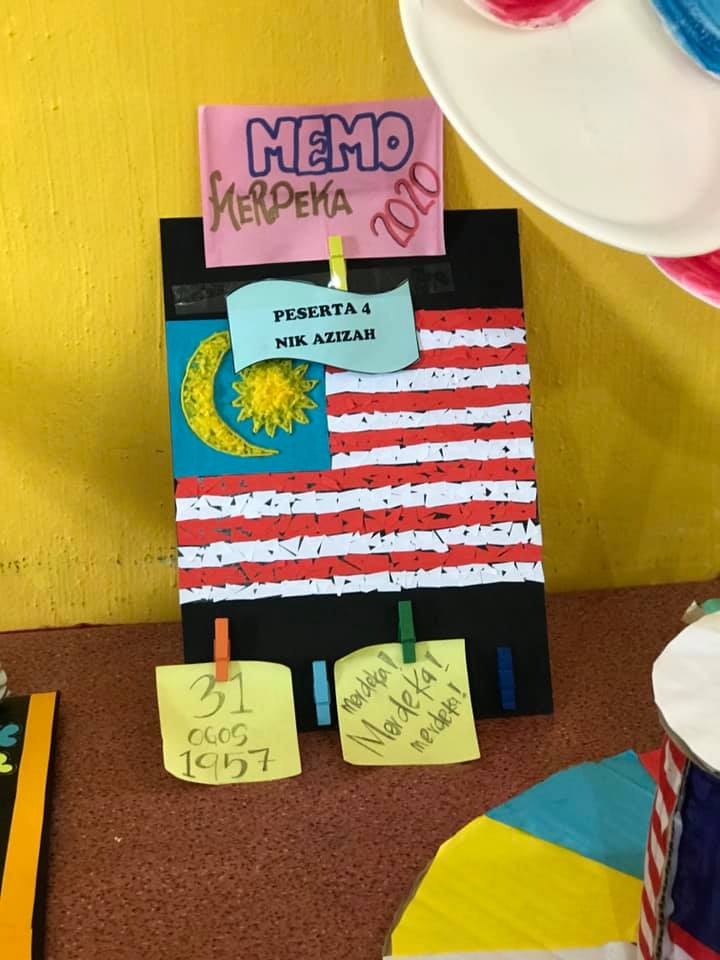 MEMO
MERDEKA
2020
PESERTA 4
NIK AZIZAH
31
OGOS
1957
merdeka!
Merdeka!
merdeka!